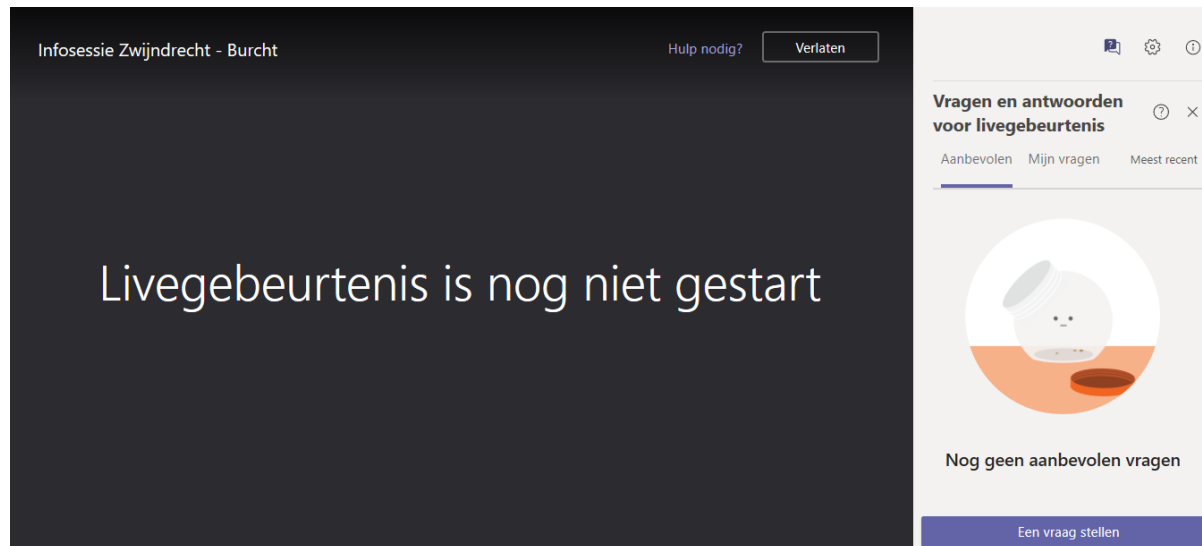 Infosessie Zwijndrecht - Burcht
Hulp nodig?
Verlaten
Livegebeurtenis is nog niet gestart
Vragen en antwoorden
voor livegebeurtenis
Aanbevolen Mijn vragen Meest recent
Nog geen aanbevolen vragen
Een vraag stellen